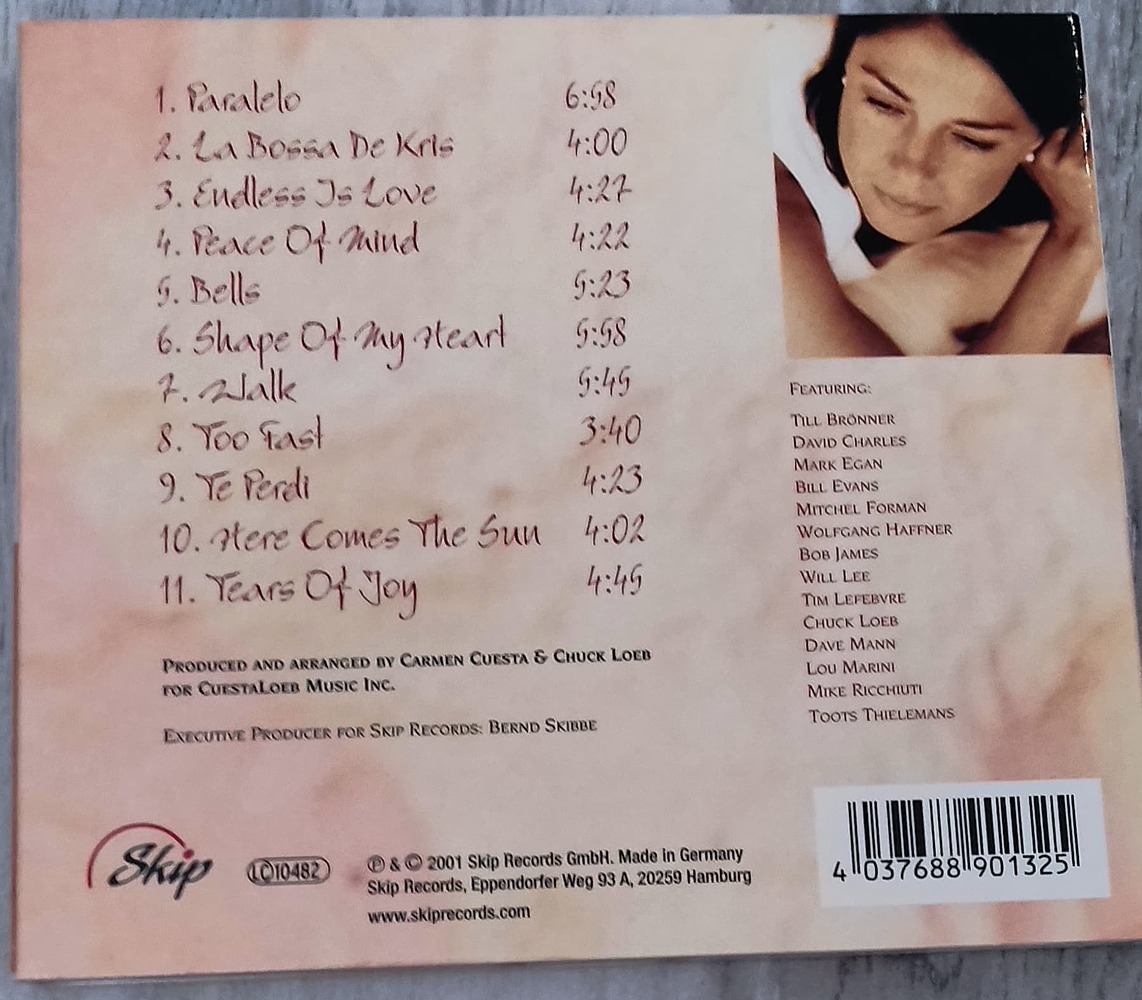 1. Paralelo 6:58
2. La Bossa De Kris 4:00
3. Endless Is Love 4:27
4. Peace Of Mind 4:22
5. Bells 5:23
6. Shape Of My Heart 5:58
7. Walk 5:45
8. Too Fast 3:40
9. Te Perdi 4:23
10. Here Comes The Sun 4:02
11. Tears Of Joy 4:45
PRODUCED AND ARRANGED BY CARMEN CUESTA & CHUCK LOEB
FOR CUESTALOEB MUSIC INC.
EXECUTIVE PRODUCER FOR SKIP RECORDS: BERND SKIBBE
FEATURING:
TILL BRÖNNER
DAVID CHARLES
MARK EGAN
BILL EVANS
MITCHEL FORMAN
WOLFGANG HAFFNER
BOB JAMES
WILL LEE
TIM LEFEBVRE
CHUCK LOEB
DAVE MANN
LOU MARINI
MIKE RICCHIUTI
TOOTS THIELEMANS
Skip
LC10482
℗ & © 2001 Skip Records GmbH. Made in Germany
Skip Records, Eppendorfer Weg 93 A, 20259 Hamburg
www.skiprecords.com
4 037688 901325